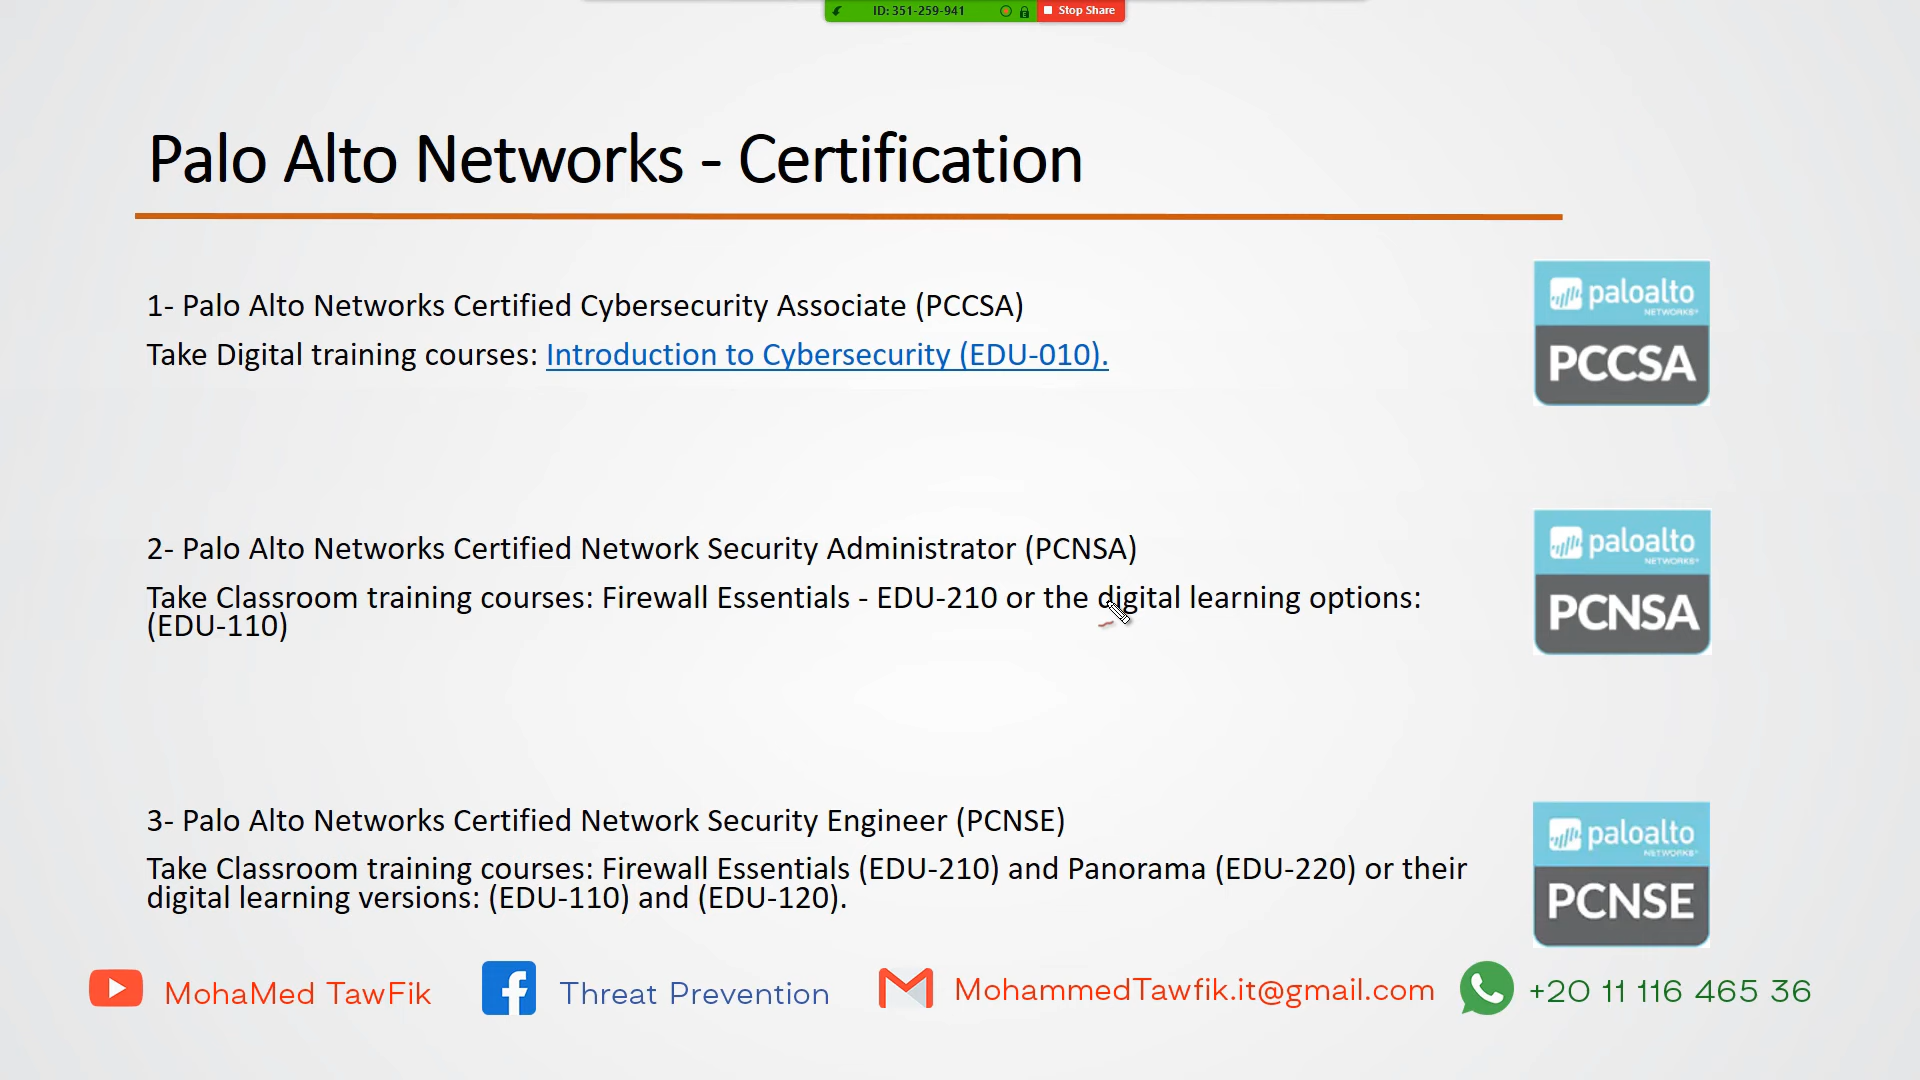 ID: 351-259-941
Stop Share
Palo Alto Networks - Certification
1- Palo Alto Networks Certified Cybersecurity Associate (PCCSA)
Take Digital training courses: Introduction to Cybersecurity (EDU-010).
paloalto
NETWORKS®
PCCSA
2- Palo Alto Networks Certified Network Security Administrator (PCNSA)
Take Classroom training courses: Firewall Essentials - EDU-210 or the digital learning options:
(EDU-110)
paloalto
NETWORKS®
PCNSA
3- Palo Alto Networks Certified Network Security Engineer (PCNSE)
Take Classroom training courses: Firewall Essentials (EDU-210) and Panorama (EDU-220) or their
digital learning versions: (EDU-110) and (EDU-120).
paloalto
NETWORKS®
PCNSE
MohaMed TawFik
Threat Prevention
MohammedTawfik.it@gmail.com
+20 11 116 465 36